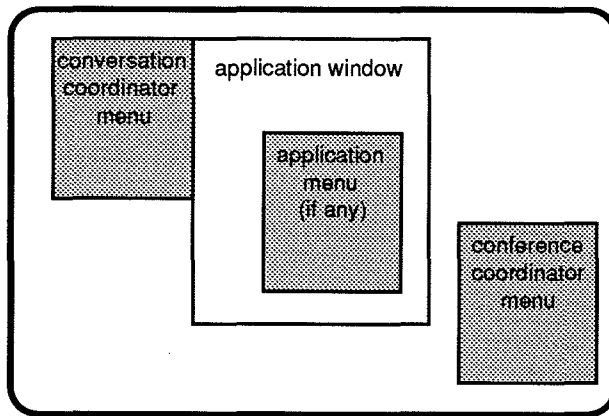 conversation
coordinator
menu
application window
application
menu
(if any)
conference
coordinator
menu